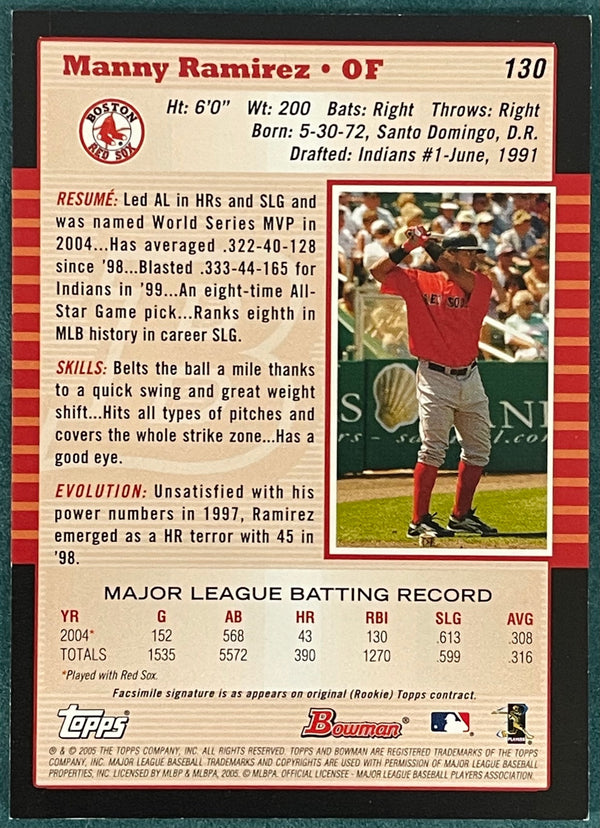 Manny Ramirez • OF 130
BOSTON
RED SOX
Ht: 6'0" Wt: 200 Bats: Right Throws: Right
Born: 5-30-72, Santo Domingo, D.R.
Drafted: Indians #1-June, 1991
RESUMÉ: Led AL in HRs and SLG and
was named World Series MVP in
2004...Has averaged .322-40-128
since '98...Blasted .333-44-165 for
Indians in '99...An eight-time All-
Star Game pick...Ranks eighth in
MLB history in career SLG.
SKILLS: Belts the ball a mile thanks
to a quick swing and great weight
shift...Hits all types of pitches and
covers the whole strike zone...Has a
good eye.
EVOLUTION: Unsatisfied with his
power numbers in 1997, Ramirez
emerged as a HR terror with 45 in
'98.
RED SOX
MAJOR LEAGUE BATTING RECORD
YR G AB HR RBI SLG AVG
2004* 152 568 43 130 .613 .308
TOTALS 1535 5572 390 1270 .599 .316
*Played with Red Sox.
Facsimile signature is as appears on original (Rookie) Topps contract.
topps Bowman®
® & © 2005 THE TOPPS COMPANY, INC. ALL RIGHTS RESERVED. TOPPS AND BOWMAN ARE REGISTERED TRADEMARKS OF THE TOPPS
COMPANY, INC. MAJOR LEAGUE BASEBALL TRADEMARKS AND COPYRIGHTS ARE USED WITH PERMISSION OF MAJOR LEAGUE BASEBALL
PROPERTIES, INC. LICENSED BY MLBP & MLBPA, 2005. © MLBPA. OFFICIAL LICENSEE - MAJOR LEAGUE BASEBALL PLAYERS ASSOCIATION.